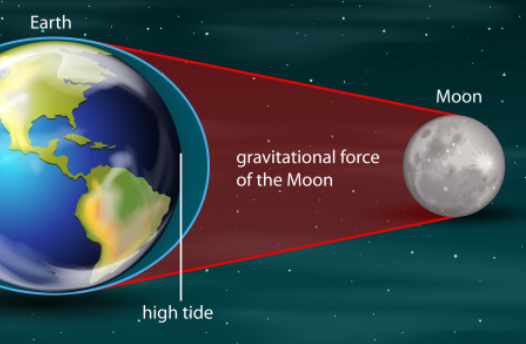 Earth
Moon
gravitational force
of the Moon
high tide